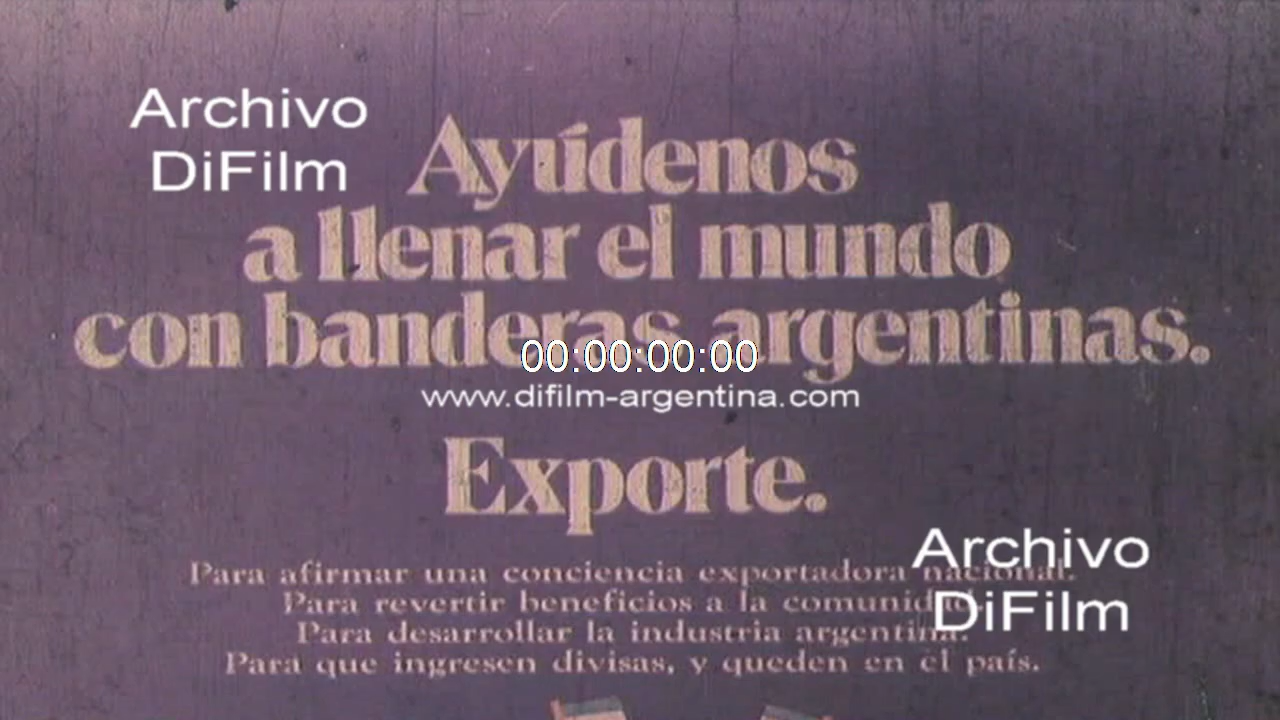 Archivo
DiFilm
Ayúdenos
a llenar el mundo
con banderas argentinas.
00:00:00:00
www.difilm-argentina.com
Exporte.
Archivo
DiFilm
Para afirmar una conciencia exportadora nacional.
Para revertir beneficios a la comunidad.
Para desarrollar la industria argentina.
Para que ingresen divisas, y queden en el país.